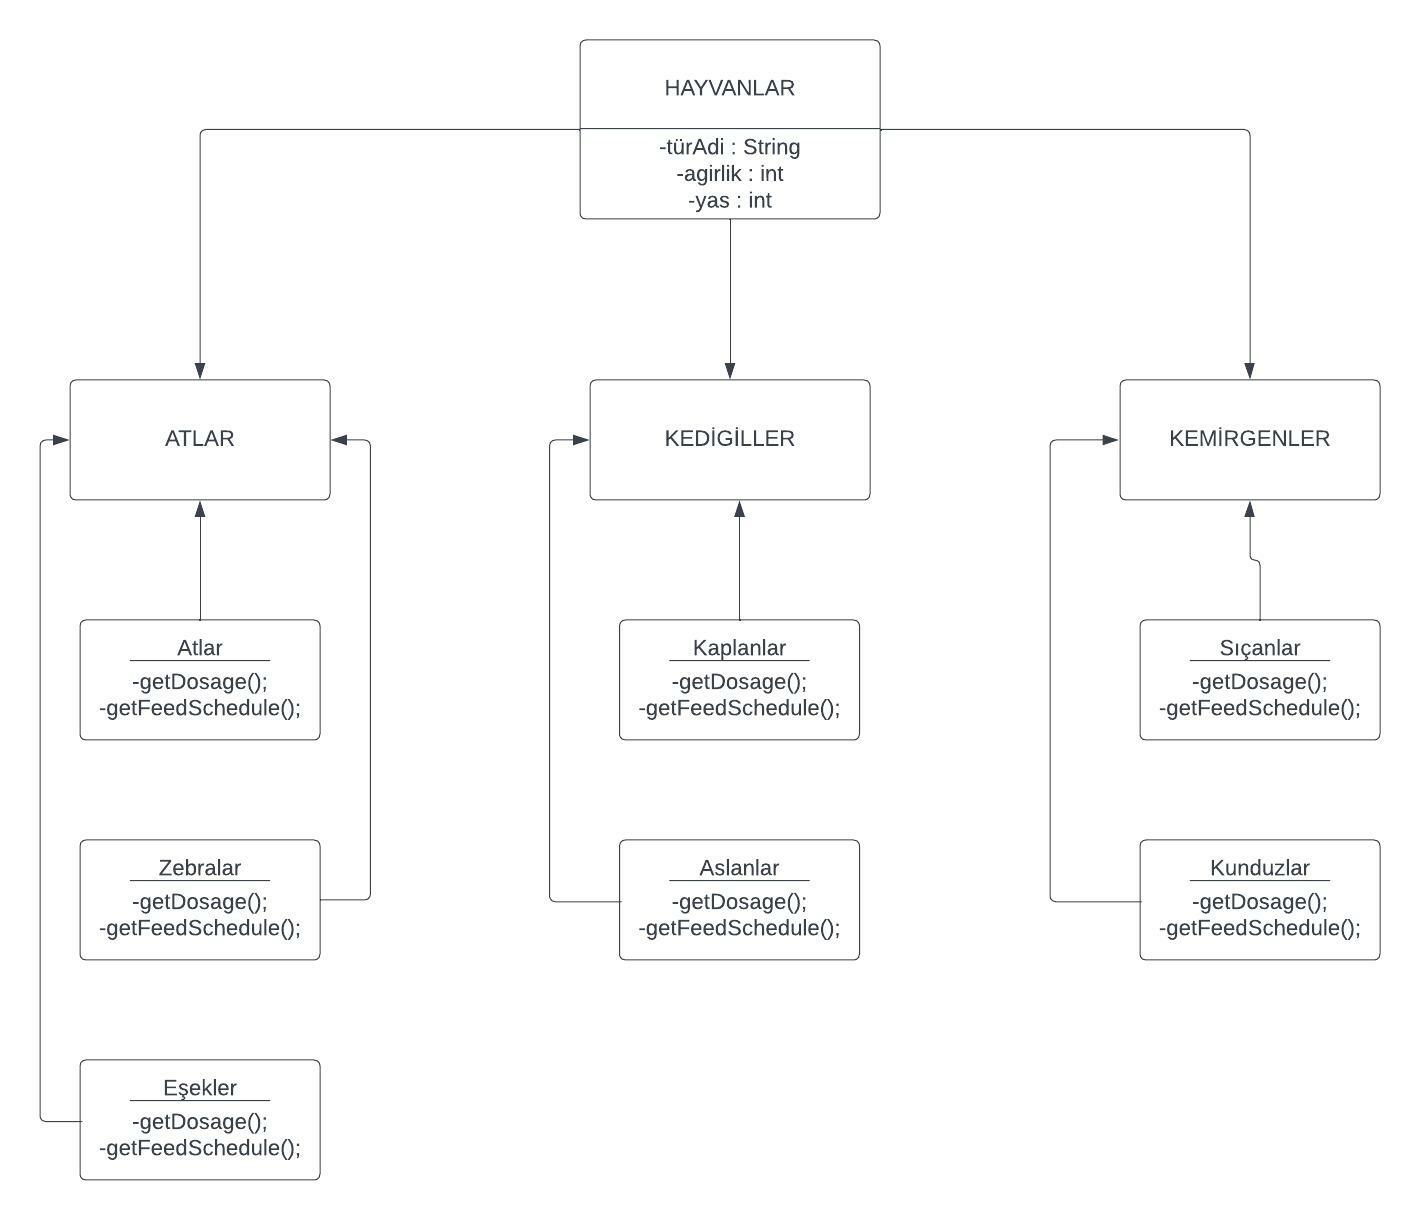 HAYVANLAR
-türAdi : String
-agirlik : int
-yas : int
ATLAR
KEDİGİLLER
KEMİRGENLER
Atlar
-getDosage();
-getFeedSchedule();
Kaplanlar
-getDosage();
-getFeedSchedule();
Sıçanlar
-getDosage();
-getFeedSchedule();
Zebralar
-getDosage();
-getFeedSchedule();
Aslanlar
-getDosage();
-getFeedSchedule();
Kunduzlar
-getDosage();
-getFeedSchedule();
Eşekler
-getDosage();
-getFeedSchedule();